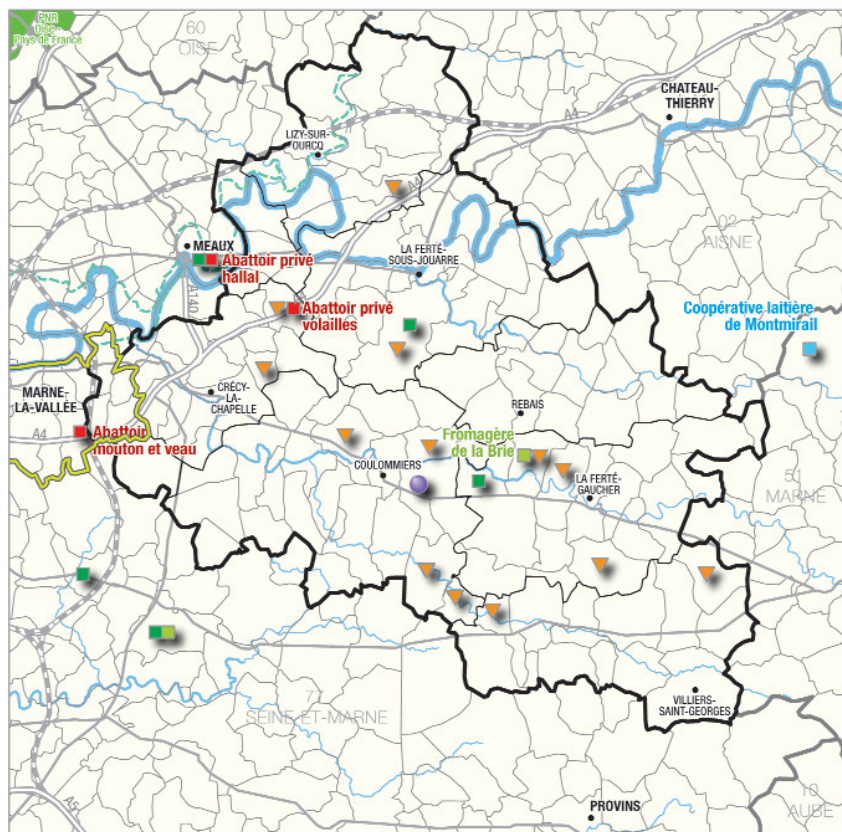 PNR
Oise-
Pays de France
60
OISE
CHATEAU-
THIERRY
A4
LIZY-SUR-
OURCQ
A4
02
AISNE
MEAUX
LA FERTÉ-
SOUS-JOUARRE
Abattoir privé
hallal
A140
Abattoir privé
volailles
Coopérative laitière
de Montmirail
MARNE-
LA-VALLÉE
CRÉCY-
LA-
CHAPELLE
REBAIS
A4
Abattoir
mouton et veau
Fromagère
de la Brie
COULOMMIERS
LA FERTÉ-
GAUCHER
51
MARNE
77
SEINE-ET-MARNE
VILLIERS-
SAINT-GEORGES
A5
PROVINS
10
AUBE